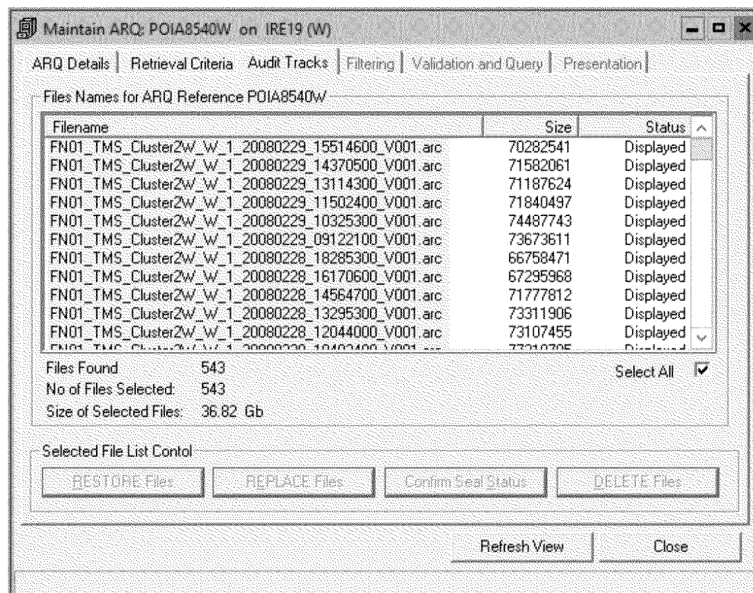 Maintain ARQ: POIA8540W on IRE19 (W)
ARQ Details Retrieval Criteria Audit Tracks Filtering Validation and Query Presentation
Files Names for ARQ Reference POIA8540W
Filename Size Status
FN01_TMS_Cluster2W_W_1_20080229_15514600_V001.arc 70282541 Displayed
FN01_TMS_Cluster2W_W_1_20080229_14370500_V001.arc 71582061 Displayed
FN01_TMS_Cluster2W_W_1_20080229_13114300_V001.arc 71187624 Displayed
FN01_TMS_Cluster2W_W_1_20080229_11502400_V001.arc 71840497 Displayed
FN01_TMS_Cluster2W_W_1_20080229_10325300_V001.arc 74487743 Displayed
FN01_TMS_Cluster2W_W_1_20080229_09122100_V001.arc 73673611 Displayed
FN01_TMS_Cluster2W_W_1_20080228_18285300_V001.arc 66758471 Displayed
FN01_TMS_Cluster2W_W_1_20080228_16170600_V001.arc 67295968 Displayed
FN01_TMS_Cluster2W_W_1_20080228_14564700_V001.arc 71777812 Displayed
FN01_TMS_Cluster2W_W_1_20080228_13295300_V001.arc 73311906 Displayed
FN01_TMS_Cluster2W_W_1_20080228_12044000_V001.arc 73107455 Displayed
Files Found 543
Select All
No of Files Selected: 543
Size of Selected Files: 36.82 Gb
Selected File List Contol
RESTORE Files REPLACE Files Confirm Seal Status DELETE Files
Refresh View Close